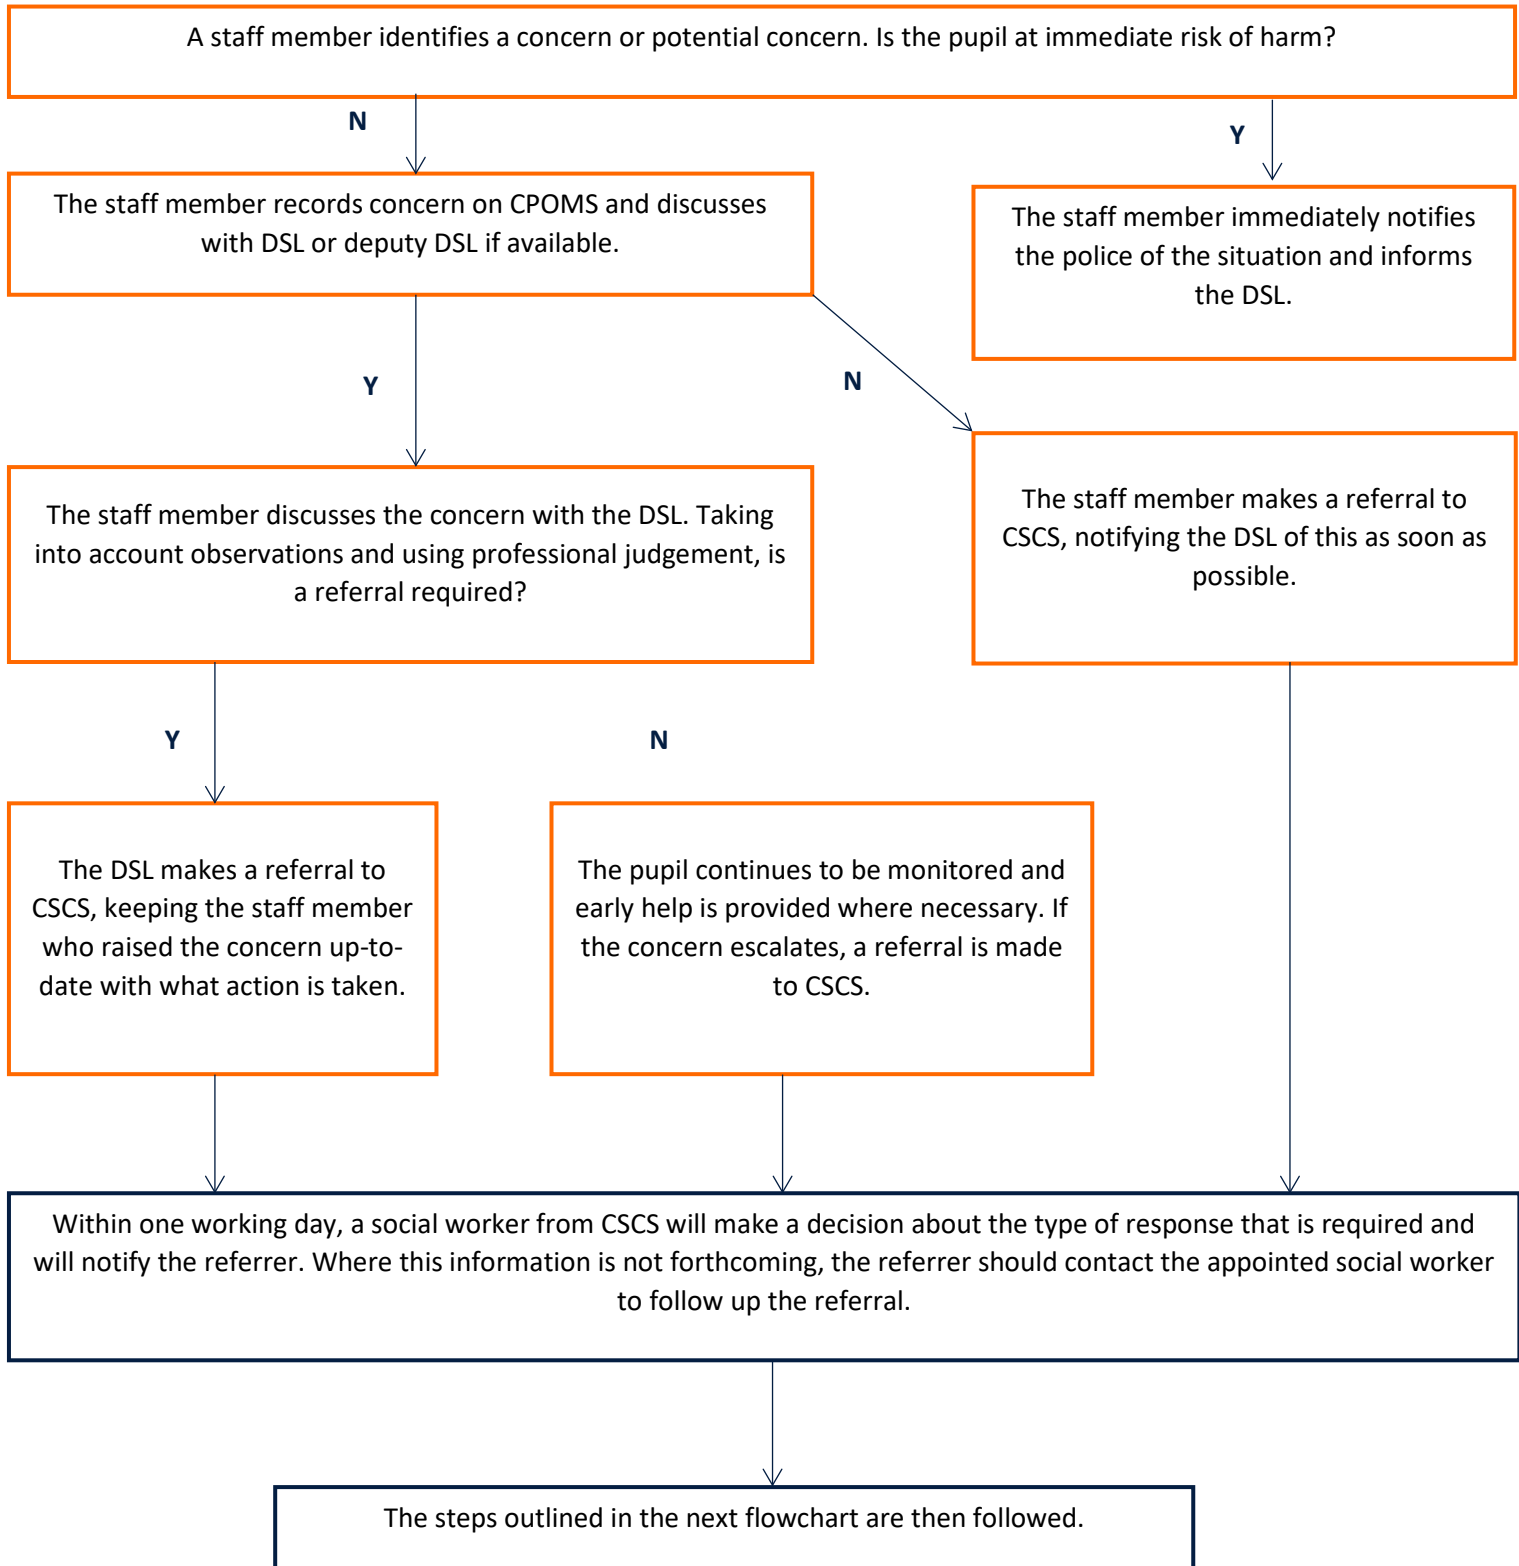 A staff member identifies a concern or potential concern. Is the pupil at immediate risk of harm?
N
Y
The staff member records concern on CPOMS and discusses
with DSL or deputy DSL if available.
The staff member immediately notifies
the police of the situation and informs
the DSL.
Y
N
The staff member discusses the concern with the DSL. Taking
into account observations and using professional judgement, is
a referral required?
The staff member makes a referral to
CSCS, notifying the DSL of this as soon as
possible.
Y
N
The DSL makes a referral to
CSCS, keeping the staff member
who raised the concern up-to-
date with what action is taken.
The pupil continues to be monitored and
early help is provided where necessary. If
the concern escalates, a referral is made
to CSCS.
Within one working day, a social worker from CSCS will make a decision about the type of response that is required and
will notify the referrer. Where this information is not forthcoming, the referrer should contact the appointed social worker
to follow up the referral.
The steps outlined in the next flowchart are then followed.